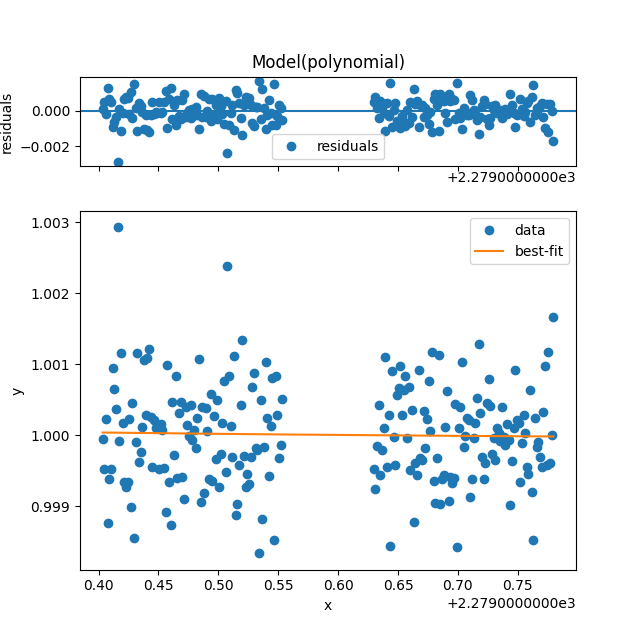 Model(polynomial)
residuals
0.000
−0.002
residuals
+2.2790000000e3
1.003
1.002
1.001
1.000
0.999
y
data
best-fit
0.40
0.45
0.50
0.55
0.60
0.65
0.70
0.75
x
+2.2790000000e3